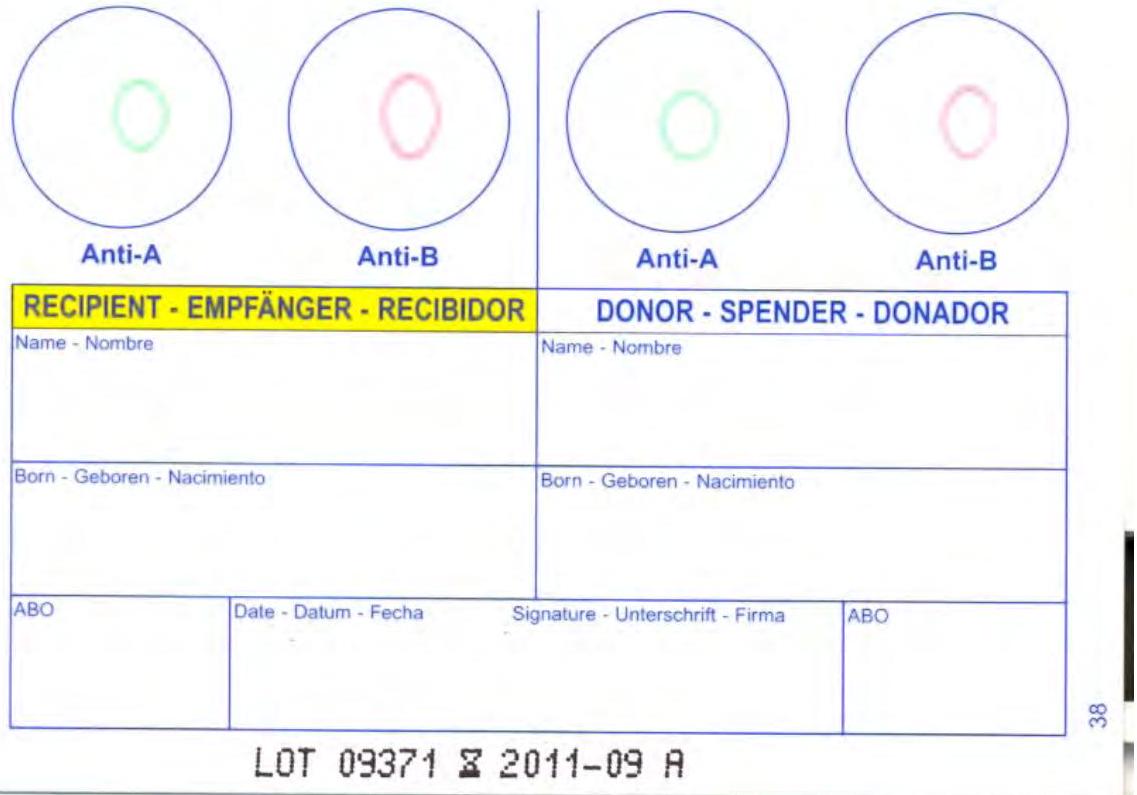 Anti-A Anti-B Anti-A Anti-B
RECIPIENT - EMPFÄNGER - RECIBIDOR DONOR - SPENDER - DONADOR
Name - Nombre Name - Nombre
Born - Geboren - Nacimiento Born - Geboren - Nacimiento
ABO Date - Datum - Fecha Signature - Unterschrift - Firma ABO
38
LOT 09371 ⌛ 2011-09 A